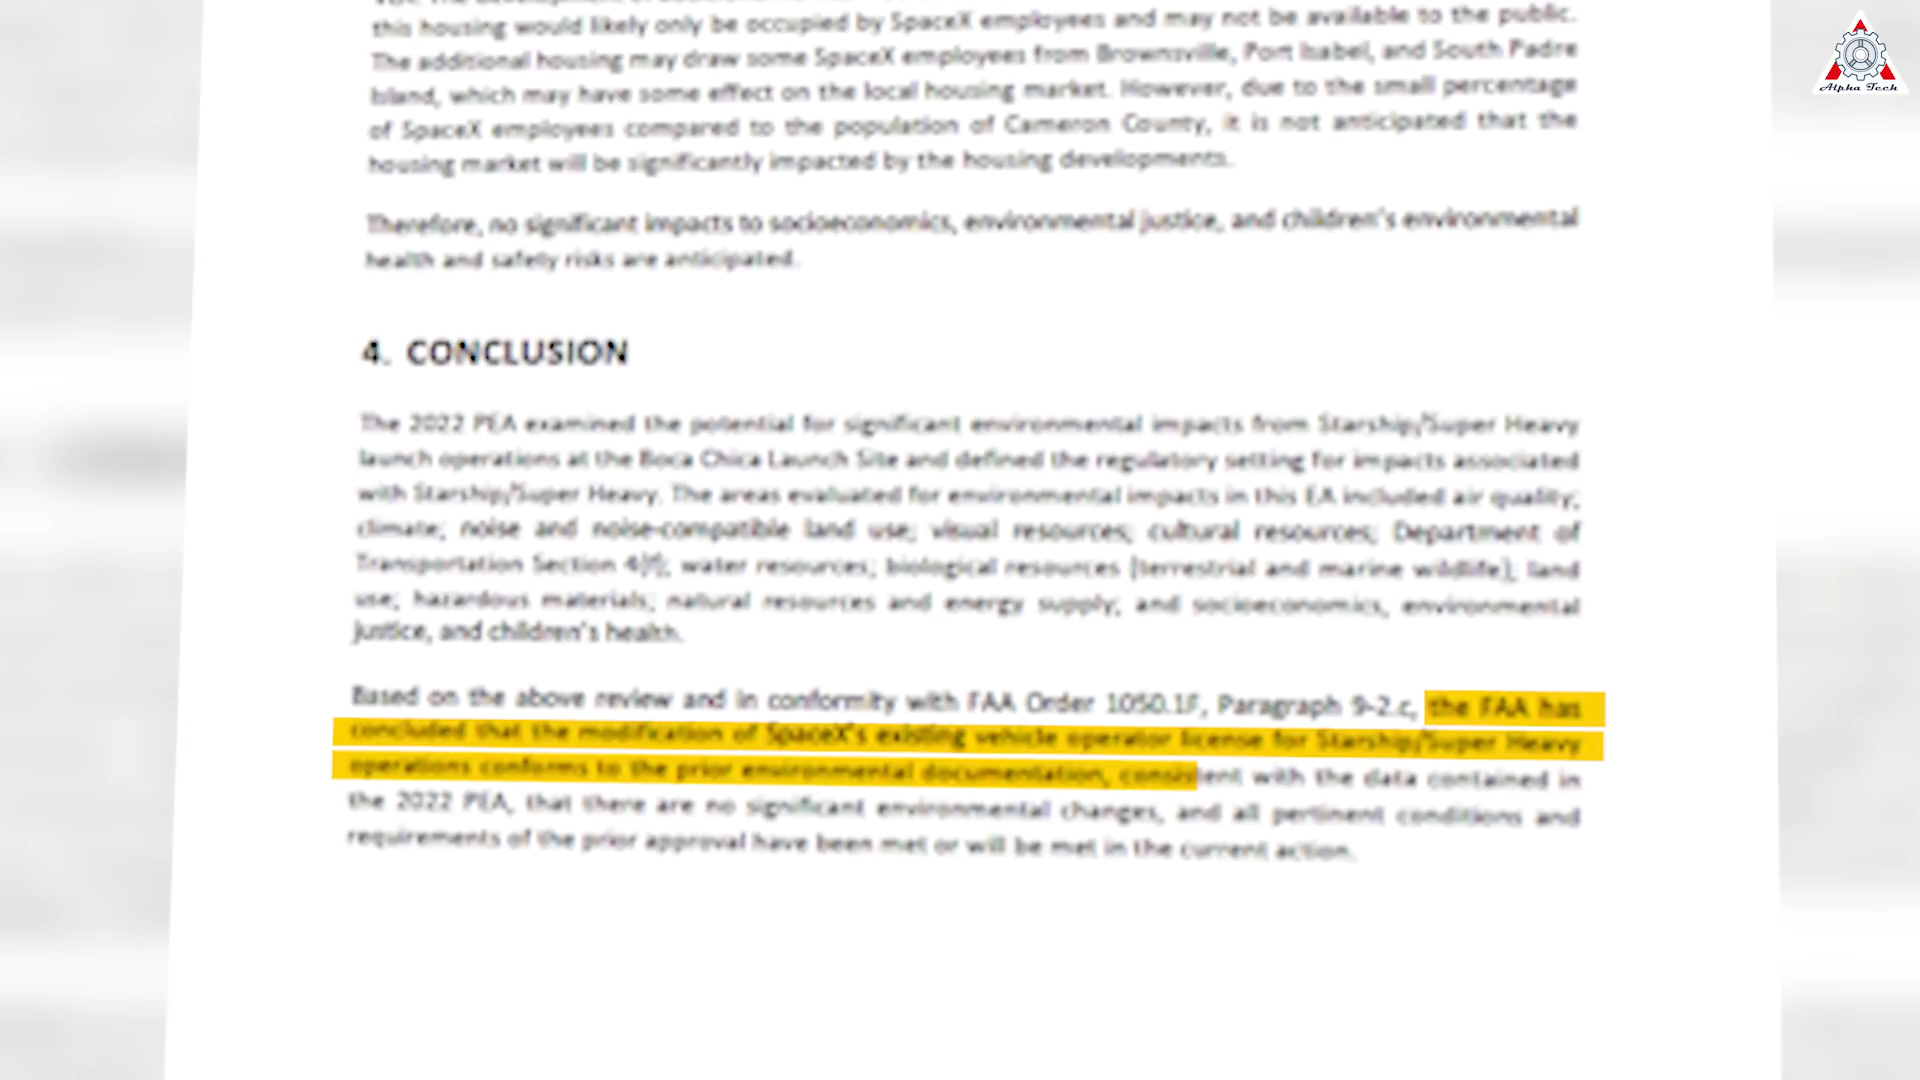 this housing would likely only be occupied by SpaceX employees and may not be available to the public.
The additional housing may draw some SpaceX employees from Brownsville, Port Isabel, and South Padre
Island, which may have some effect on the local housing market. However, due to the small percentage
of SpaceX employees compared to the population of Cameron County, it is not anticipated that the
housing market will be significantly impacted by the housing developments.
Therefore, no significant impacts to socioeconomics, environmental justice, and children's environmental
health and safety risks are anticipated.
4. CONCLUSION
The 2022 PEA examined the potential for significant environmental impacts from Starship/Super Heavy
launch operations at the Boca Chica Launch Site and defined the regulatory setting for impacts associated
with Starship/Super Heavy. The areas evaluated for environmental impacts in this EA included air quality;
climate; noise and noise-compatible land use; visual resources; cultural resources; Department of
Transportation Section 4(f); water resources; biological resources (terrestrial and marine wildlife); land
use; hazardous materials; natural resources and energy supply; and socioeconomics, environmental
justice, and children's health.
Based on the above review and in conformity with FAA Order 1050.1F, Paragraph 9-2.c, the FAA has
concluded that the modification of SpaceX's existing vehicle operator license for Starship/Super Heavy
operations conforms to the prior environmental documentation, consistent with the data contained in
the 2022 PEA, that there are no significant environmental changes, and all pertinent conditions and
requirements of the prior approval have been met or will be met in the current action.
Alpha Tech